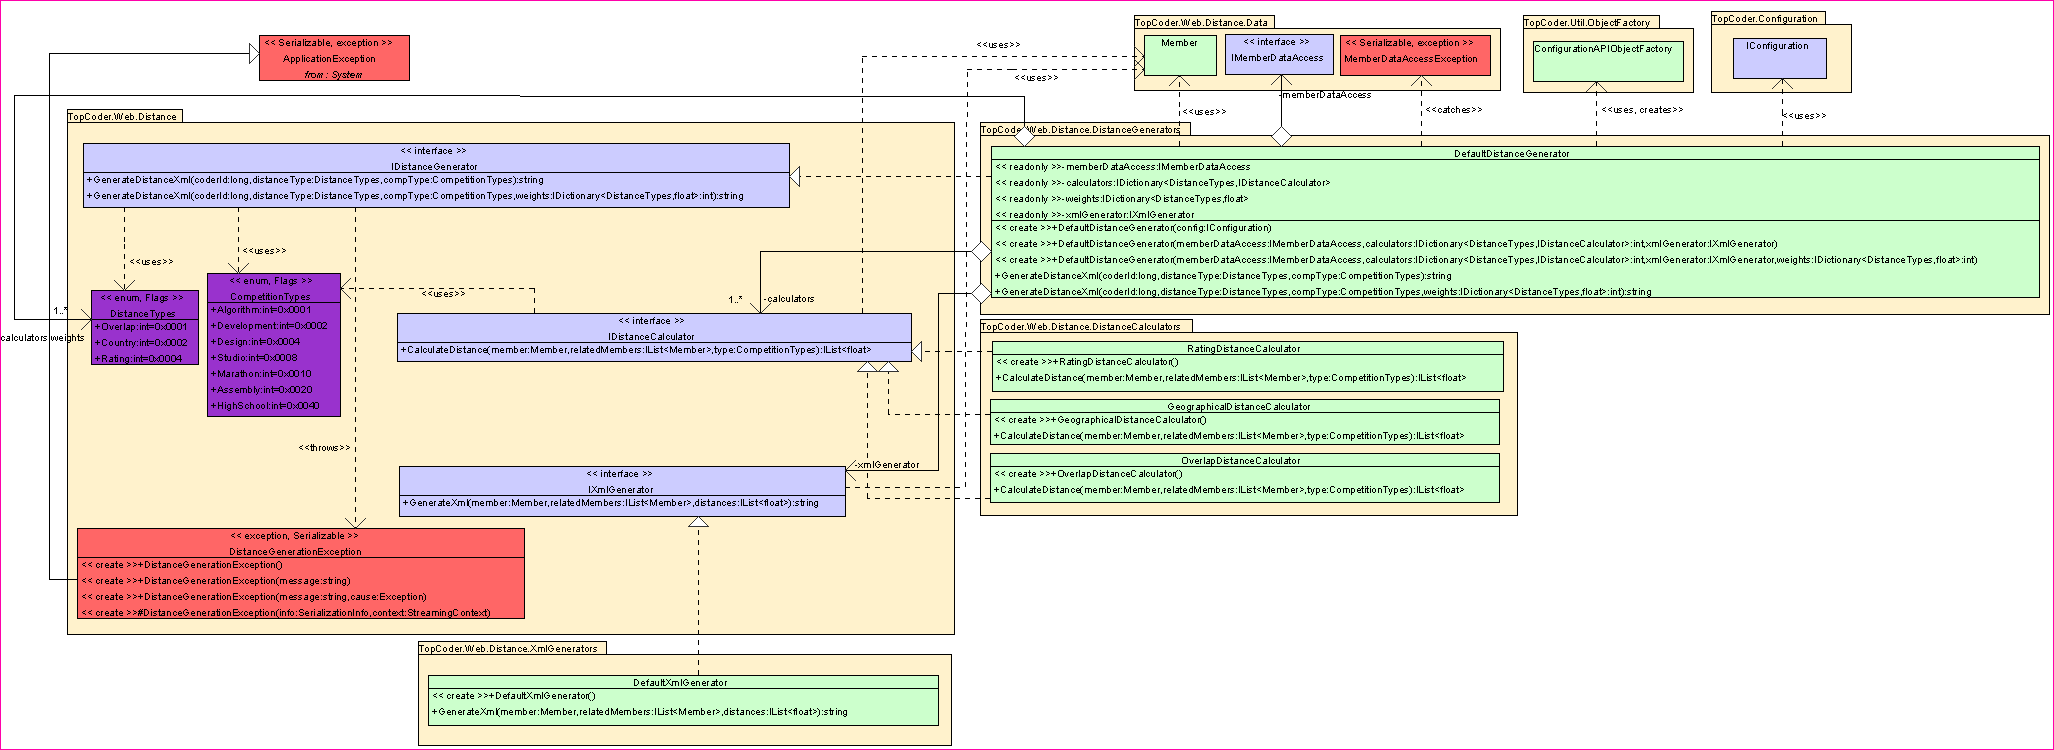 TopCoder.Web.Distance.Data
Member
<< interface >>
IMemberDataAccess
<< Serializable, exception >>
MemberDataAccessException
TopCoder.Util.ObjectFactory
ConfigurationAPIObjectFactory
TopCoder.Configuration
IConfiguration
<< Serializable, exception >>
ApplicationException
from : System
<<uses>>
<<uses>>
<<uses>>
-memberDataAccess
<<catches>>
<<uses, creates>>
<<uses>>
TopCoder.Web.Distance
<< interface >>
IDistanceGenerator
+GenerateDistanceXml(coderId:long,distanceType:DistanceTypes,compType:CompetitionTypes):string
+GenerateDistanceXml(coderId:long,distanceType:DistanceTypes,compType:CompetitionTypes,weights:IDictionary<DistanceTypes,float>:int):string
<<uses>>
<<uses>>
<< enum, Flags >>
DistanceTypes
+Overlap:int=0x0001
+Country:int=0x0002
+Rating:int=0x0004
1..*
calculators weights
<< enum, Flags >>
CompetitionTypes
+Algorithm:int=0x0001
+Development:int=0x0002
+Design:int=0x0004
+Studio:int=0x0008
+Marathon:int=0x0010
+Assembly:int=0x0020
+HighSchool:int=0x0040
<<uses>>
1..*
-calculators
<< interface >>
IDistanceCalculator
+CalculateDistance(member:Member,relatedMembers:IList<Member>,type:CompetitionTypes):IList<float>
<<throws>>
-xmlGenerator
<< interface >>
IXmlGenerator
+GenerateXml(member:Member,relatedMembers:IList<Member>,distances:IList<float>):string
<< exception, Serializable >>
DistanceGenerationException
<< create >>+DistanceGenerationException()
<< create >>+DistanceGenerationException(message:string)
<< create >>+DistanceGenerationException(message:string,cause:Exception)
<< create >>#DistanceGenerationException(info:SerializationInfo,context:StreamingContext)
TopCoder.Web.Distance.DistanceGenerators
DefaultDistanceGenerator
<< readonly >>-memberDataAccess:IMemberDataAccess
<< readonly >>-calculators:IDictionary<DistanceTypes,IDistanceCalculator>
<< readonly >>-weights:IDictionary<DistanceTypes,float>
<< readonly >>-xmlGenerator:IXmlGenerator
<< create >>+DefaultDistanceGenerator(config:IConfiguration)
<< create >>+DefaultDistanceGenerator(memberDataAccess:IMemberDataAccess,calculators:IDictionary<DistanceTypes,IDistanceCalculator>:int,xmlGenerator:IXmlGenerator)
<< create >>+DefaultDistanceGenerator(memberDataAccess:IMemberDataAccess,calculators:IDictionary<DistanceTypes,IDistanceCalculator>:int,xmlGenerator:IXmlGenerator,weights:IDictionary<DistanceTypes,float>:int)
+GenerateDistanceXml(coderId:long,distanceType:DistanceTypes,compType:CompetitionTypes):string
+GenerateDistanceXml(coderId:long,distanceType:DistanceTypes,compType:CompetitionTypes,weights:IDictionary<DistanceTypes,float>:int):string
TopCoder.Web.Distance.DistanceCalculators
RatingDistanceCalculator
<< create >>+RatingDistanceCalculator()
+CalculateDistance(member:Member,relatedMembers:IList<Member>,type:CompetitionTypes):IList<float>
GeographicalDistanceCalculator
<< create >>+GeographicalDistanceCalculator()
+CalculateDistance(member:Member,relatedMembers:IList<Member>,type:CompetitionTypes):IList<float>
OverlapDistanceCalculator
<< create >>+OverlapDistanceCalculator()
+CalculateDistance(member:Member,relatedMembers:IList<Member>,type:CompetitionTypes):IList<float>
TopCoder.Web.Distance.XmlGenerators
DefaultXmlGenerator
<< create >>+DefaultXmlGenerator()
+GenerateXml(member:Member,relatedMembers:IList<Member>,distances:IList<float>):string